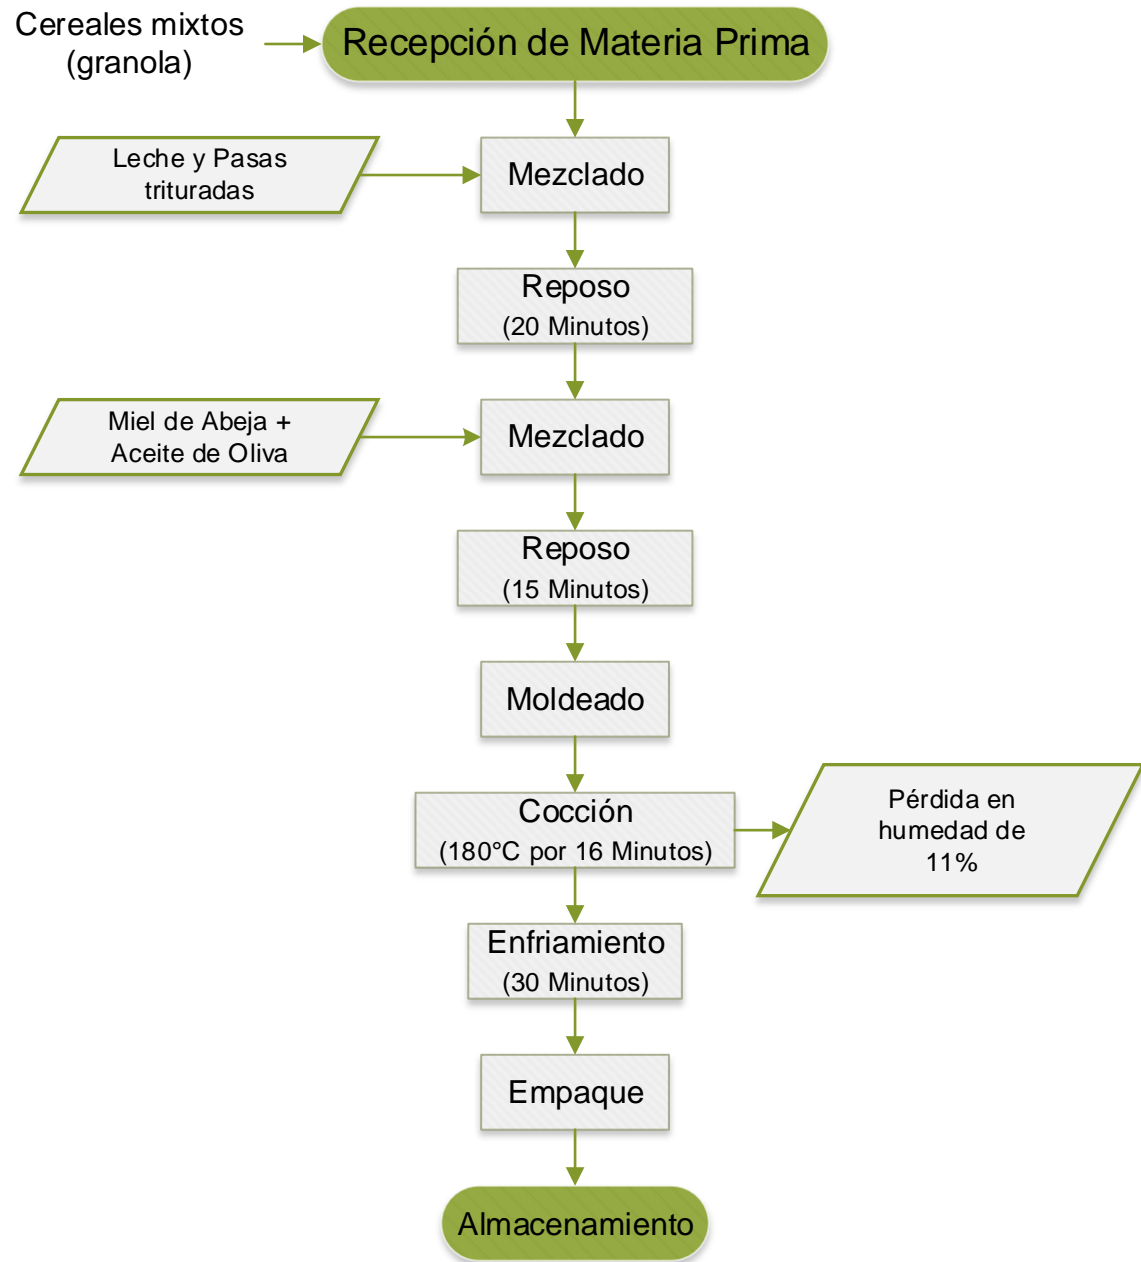 Cereales mixtos
(granola)
Recepción de Materia Prima
Leche y Pasas
trituradas
Mezclado
Reposo
(20 Minutos)
Miel de Abeja +
Aceite de Oliva
Mezclado
Reposo
(15 Minutos)
Moldeado
Cocción
(180°C por 16 Minutos)
Pérdida en
humedad de
11%
Enfriamiento
(30 Minutos)
Empaque
Almacenamiento